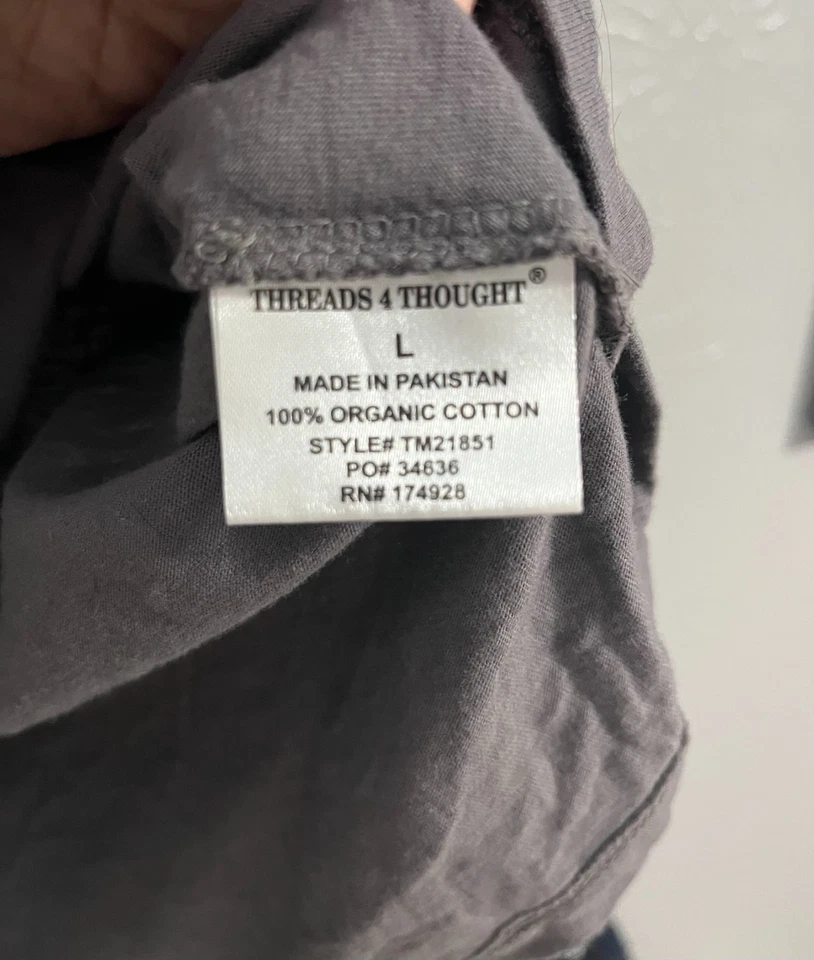 THREADS 4 THOUGHT®
L
MADE IN PAKISTAN
100% ORGANIC COTTON
STYLE# TM21851
PO# 34636
RN# 174928